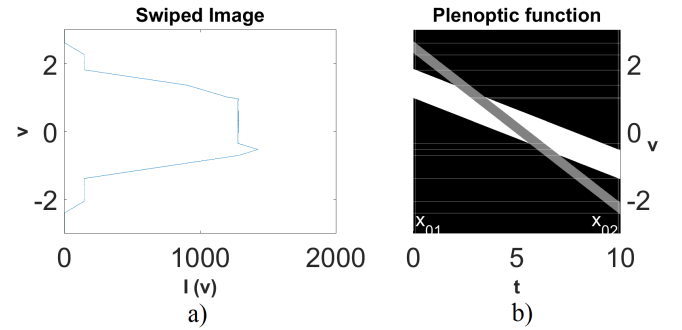 Swiped Image
Plenoptic function
2
0
-2
v
0
1000
2000
I (v)
a)
x01
x02
2
0
-2
v
0
5
10
t
b)